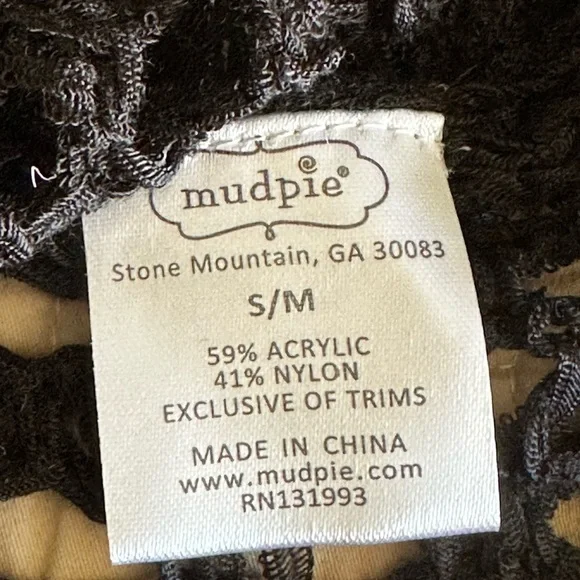 mudpie®
Stone Mountain, GA 30083
S/M
59% ACRYLIC
41% NYLON
EXCLUSIVE OF TRIMS
MADE IN CHINA
www.mudpie.com
RN131993